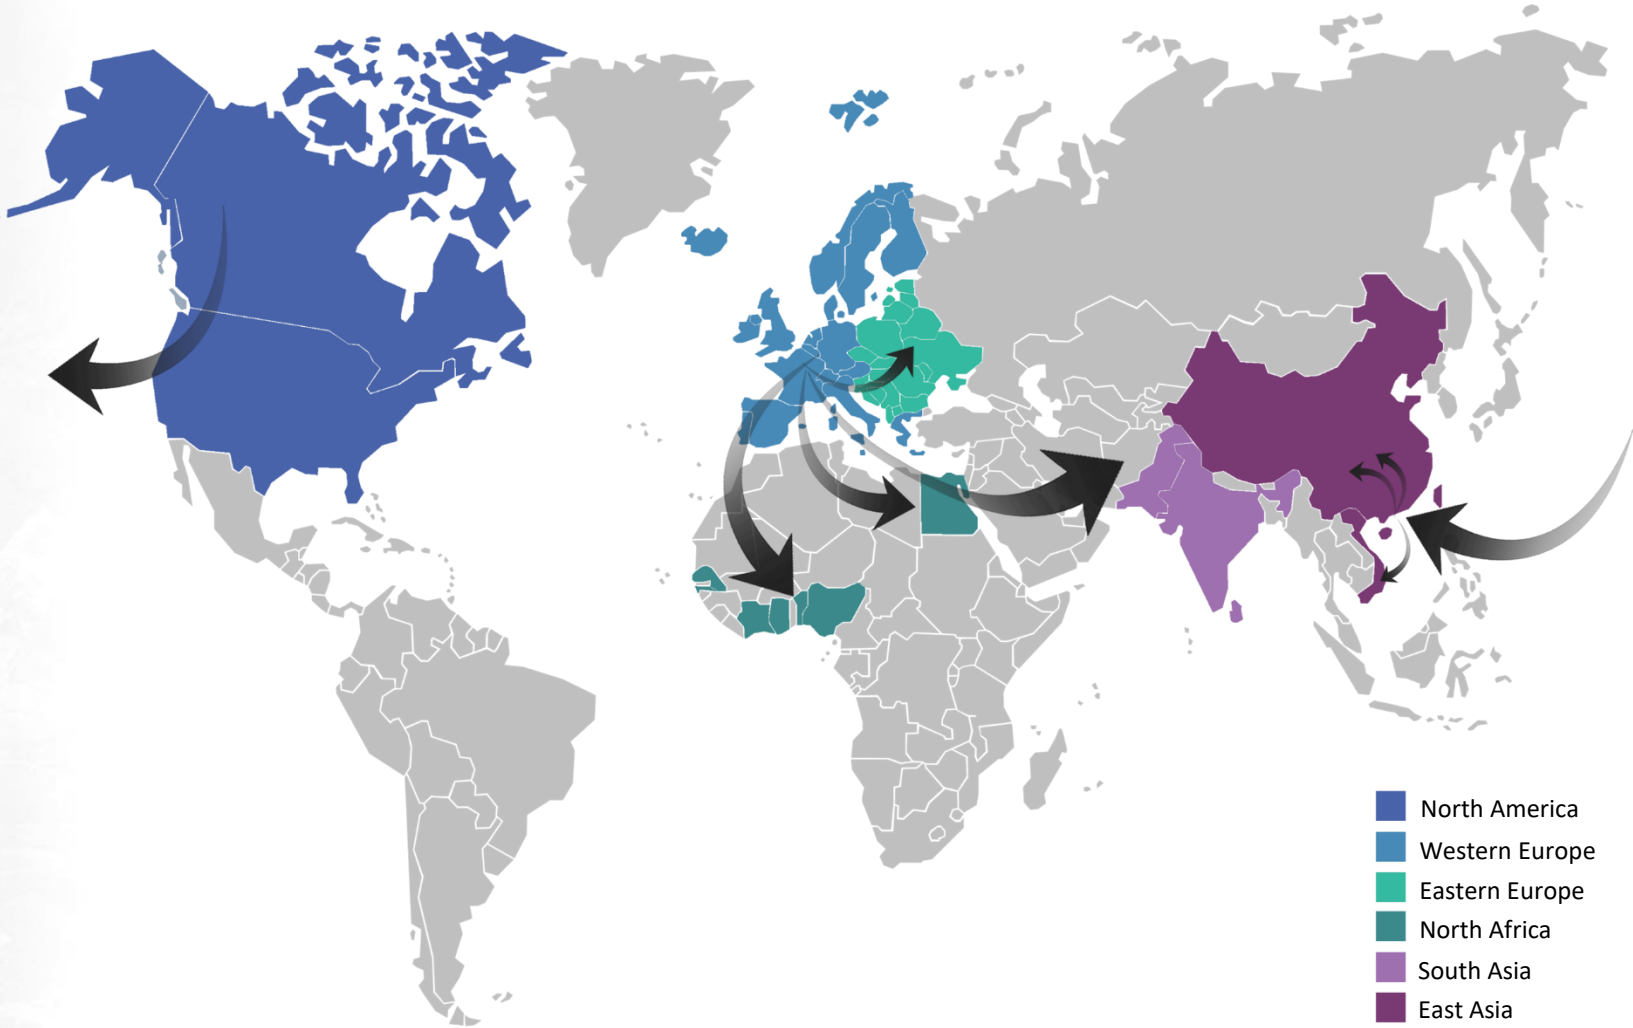 North America
Western Europe
Eastern Europe
North Africa
South Asia
East Asia